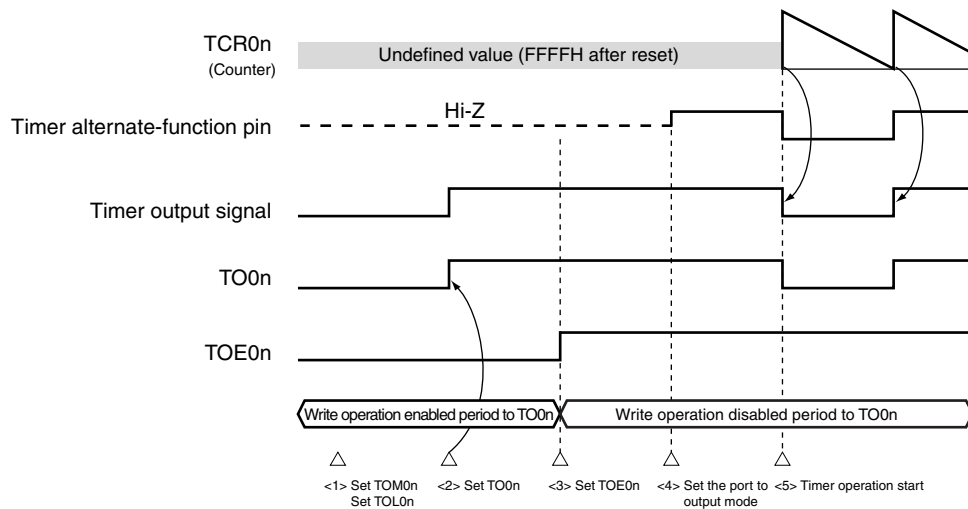 TCR0n
(Counter)
Undefined value (FFFFH after reset)
Hi-Z
Timer alternate-function pin
Timer output signal
TO0n
TOE0n
Write operation enabled period to TO0n
Write operation disabled period to TO0n
<1> Set TOM0n
Set TOL0n
<2> Set TO0n
<3> Set TOE0n
<4> Set the port to
output mode
<5> Timer operation start